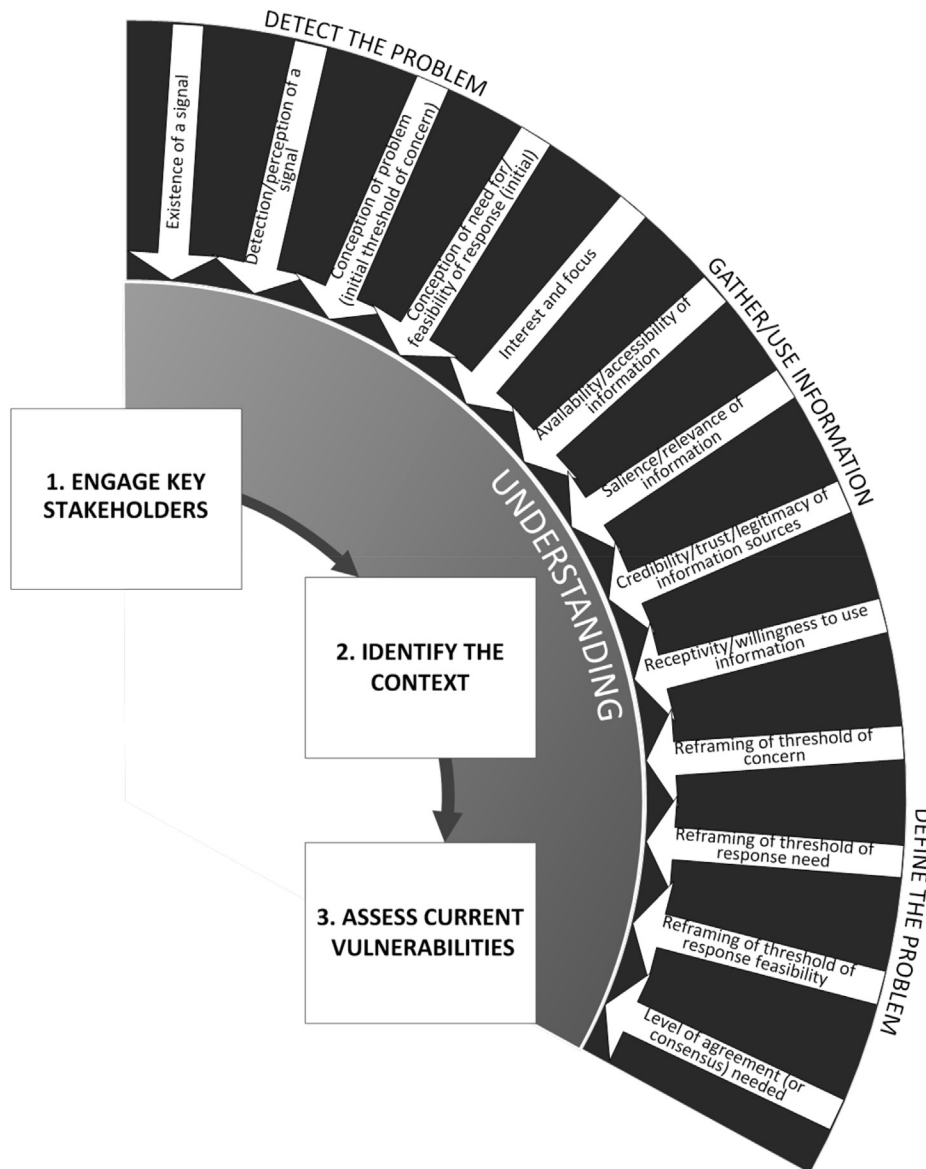 DETECT THE PROBLEM
Existence of a signal
Detection/perception of a
signal
Conception of problem
(initial threshold of concern)
Conception of need for/
feasibility of response (initial)
Interest and focus
GATHER/USE INFORMATION
Availability/accessibility of
information
Salience/relevance of
information
Credibility/trust/legitimacy of
information sources
Receptivity/willingness to use
information
DEFINE THE PROBLEM
Reframing of threshold of
concern
Reframing of threshold of
response need
Reframing of threshold of
response feasibility
Level of agreement (or
consensus) needed
UNDERSTANDING
1. ENGAGE KEY
STAKEHOLDERS
2. IDENTIFY THE
CONTEXT
3. ASSESS CURRENT
VULNERABILITIES